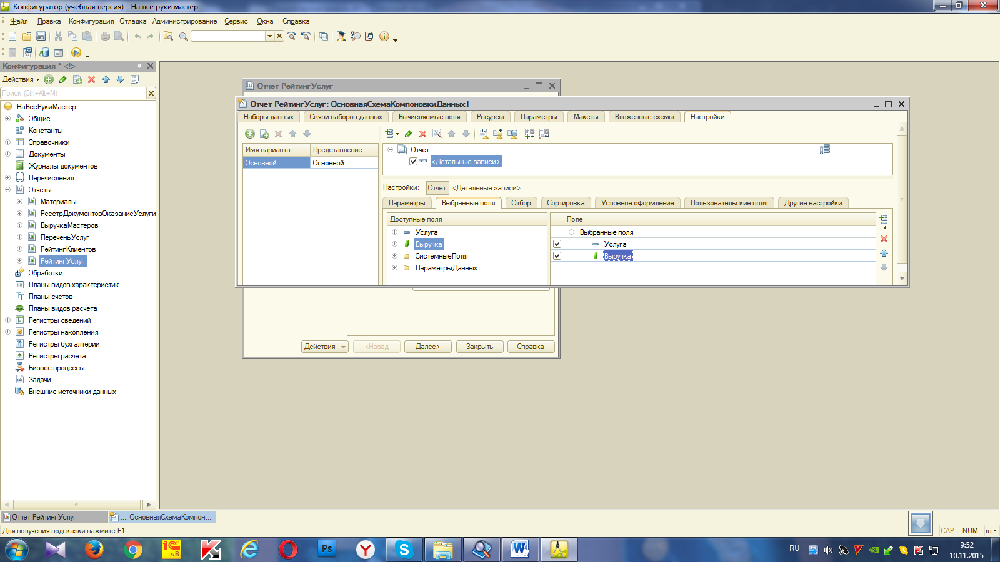 Конфигуратор (учебная версия) - На все руки мастер
Файл Правка Конфигурация Отладка Администрирование Сервис Окна Справка
Конфигурация * <!>
Действия
Поиск (Ctrl+Alt+M)
НаВсеРукиМастер
Общие
Константы
Справочники
Документы
Журналы документов
Перечисления
Отчеты
Материалы
РеестрДокументовОказаниеУслуги
ВыручкаМастеров
ПереченьУслуг
РейтингКлиентов
РейтингУслуг
Обработки
Планы видов характеристик
Планы счетов
Планы видов расчета
Регистры сведений
Регистры накопления
Регистры бухгалтерии
Регистры расчета
Бизнес-процессы
Задачи
Внешние источники данных
Отчет РейтингУслуг
Отчет РейтингУслуг: ОсновнаяСхемаКомпоновкиДанных1
Наборы данных Связи наборов данных Вычисляемые поля Ресурсы Параметры Макеты Вложенные схемы Настройки
Имя варианта Представление
Основной Основной
Отчет
<Детальные записи>
Настройки: Отчет <Детальные записи>
Параметры Выбранные поля Отбор Сортировка Условное оформление Пользовательские поля Другие настройки
Доступные поля
Услуга
Выручка
СистемныеПоля
ПараметрыДанных
Поле
Выбранные поля
Услуга
Выручка
Действия <Назад Далее> Закрыть Справка
Отчет РейтингУслуг ...: ОсновнаяСхемаКомпон...
Для получения подсказки нажмите F1
CAP NUM ru
1С v8
Ps
RU
9:52
10.11.2015